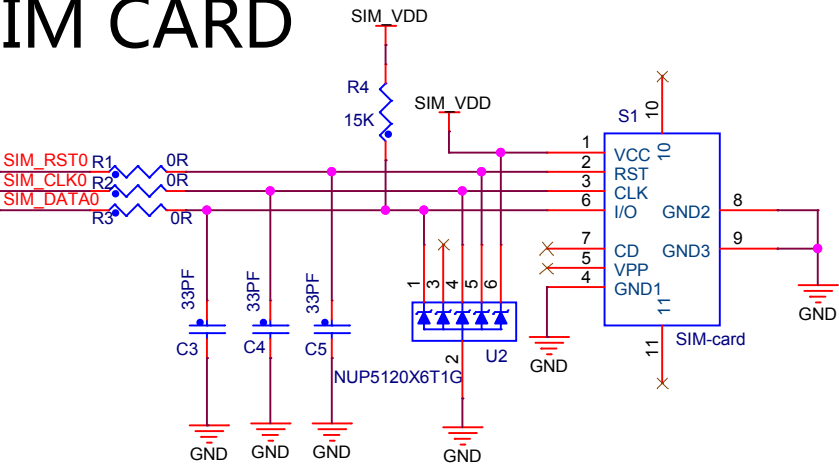 IM CARD
SIM_VDD
R4
15K
SIM_VDD
S1
10
SIM_RST0 R1 0R
SIM_CLK0 R2 0R
SIM_DATA0
R3 0R
1 VCC 10
2 RST
3 CLK
6 I/O GND2 8
7 CD GND3 9
5 VPP
4 GND1 11
1 3 4 5 6
33PF 33PF 33PF
C3 C4 C5
2 U2
NUP5120X6T1G
GND
11
SIM-card
GND
GND GND GND GND